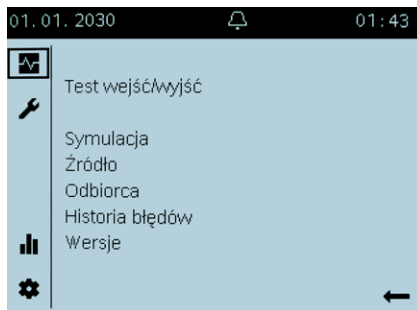 01.01.2030 01:43
Test wejść/wyjść
Symulacja
Źródło
Odbiorca
Historia błędów
Wersje